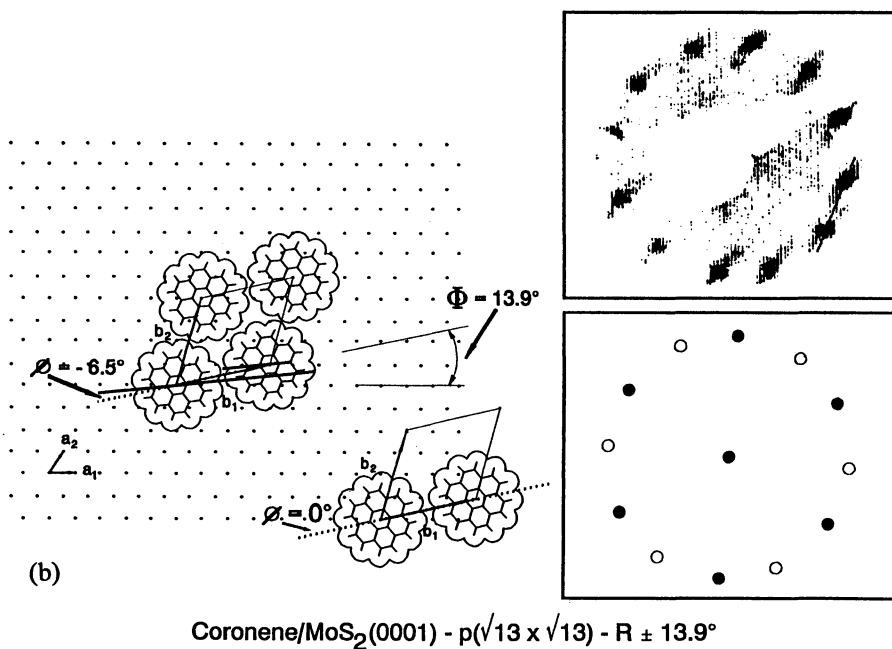 Φ = 13.9°
b₂
ø = - 6.5°
b₁
a₂
a₁
b₂
ø = 0°
b₁
(b)
Coronene/MoS₂(0001) - p(√13 x √13) - R ± 13.9°